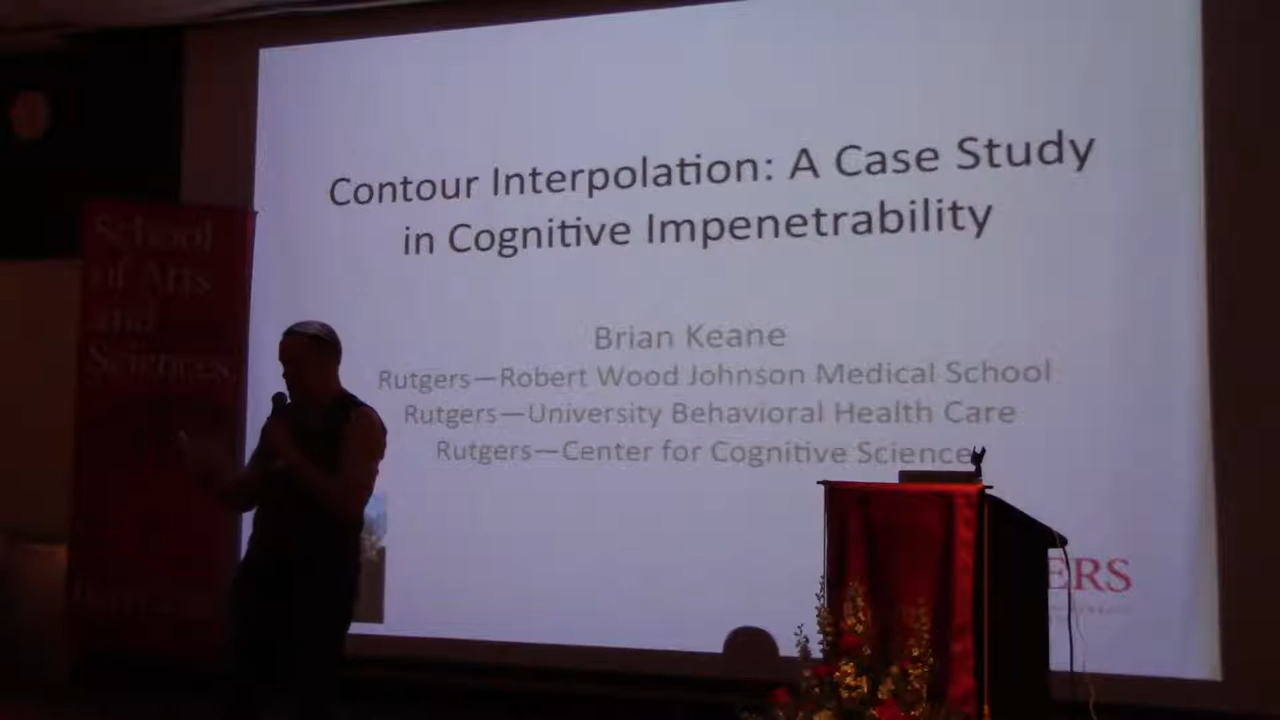 Contour Interpolation: A Case Study
in Cognitive Impenetrability
Brian Keane
Rutgers—Robert Wood Johnson Medical School
Rutgers—University Behavioral Health Care
Rutgers—Center for Cognitive Science
School
of Arts
and
Sciences
ERS